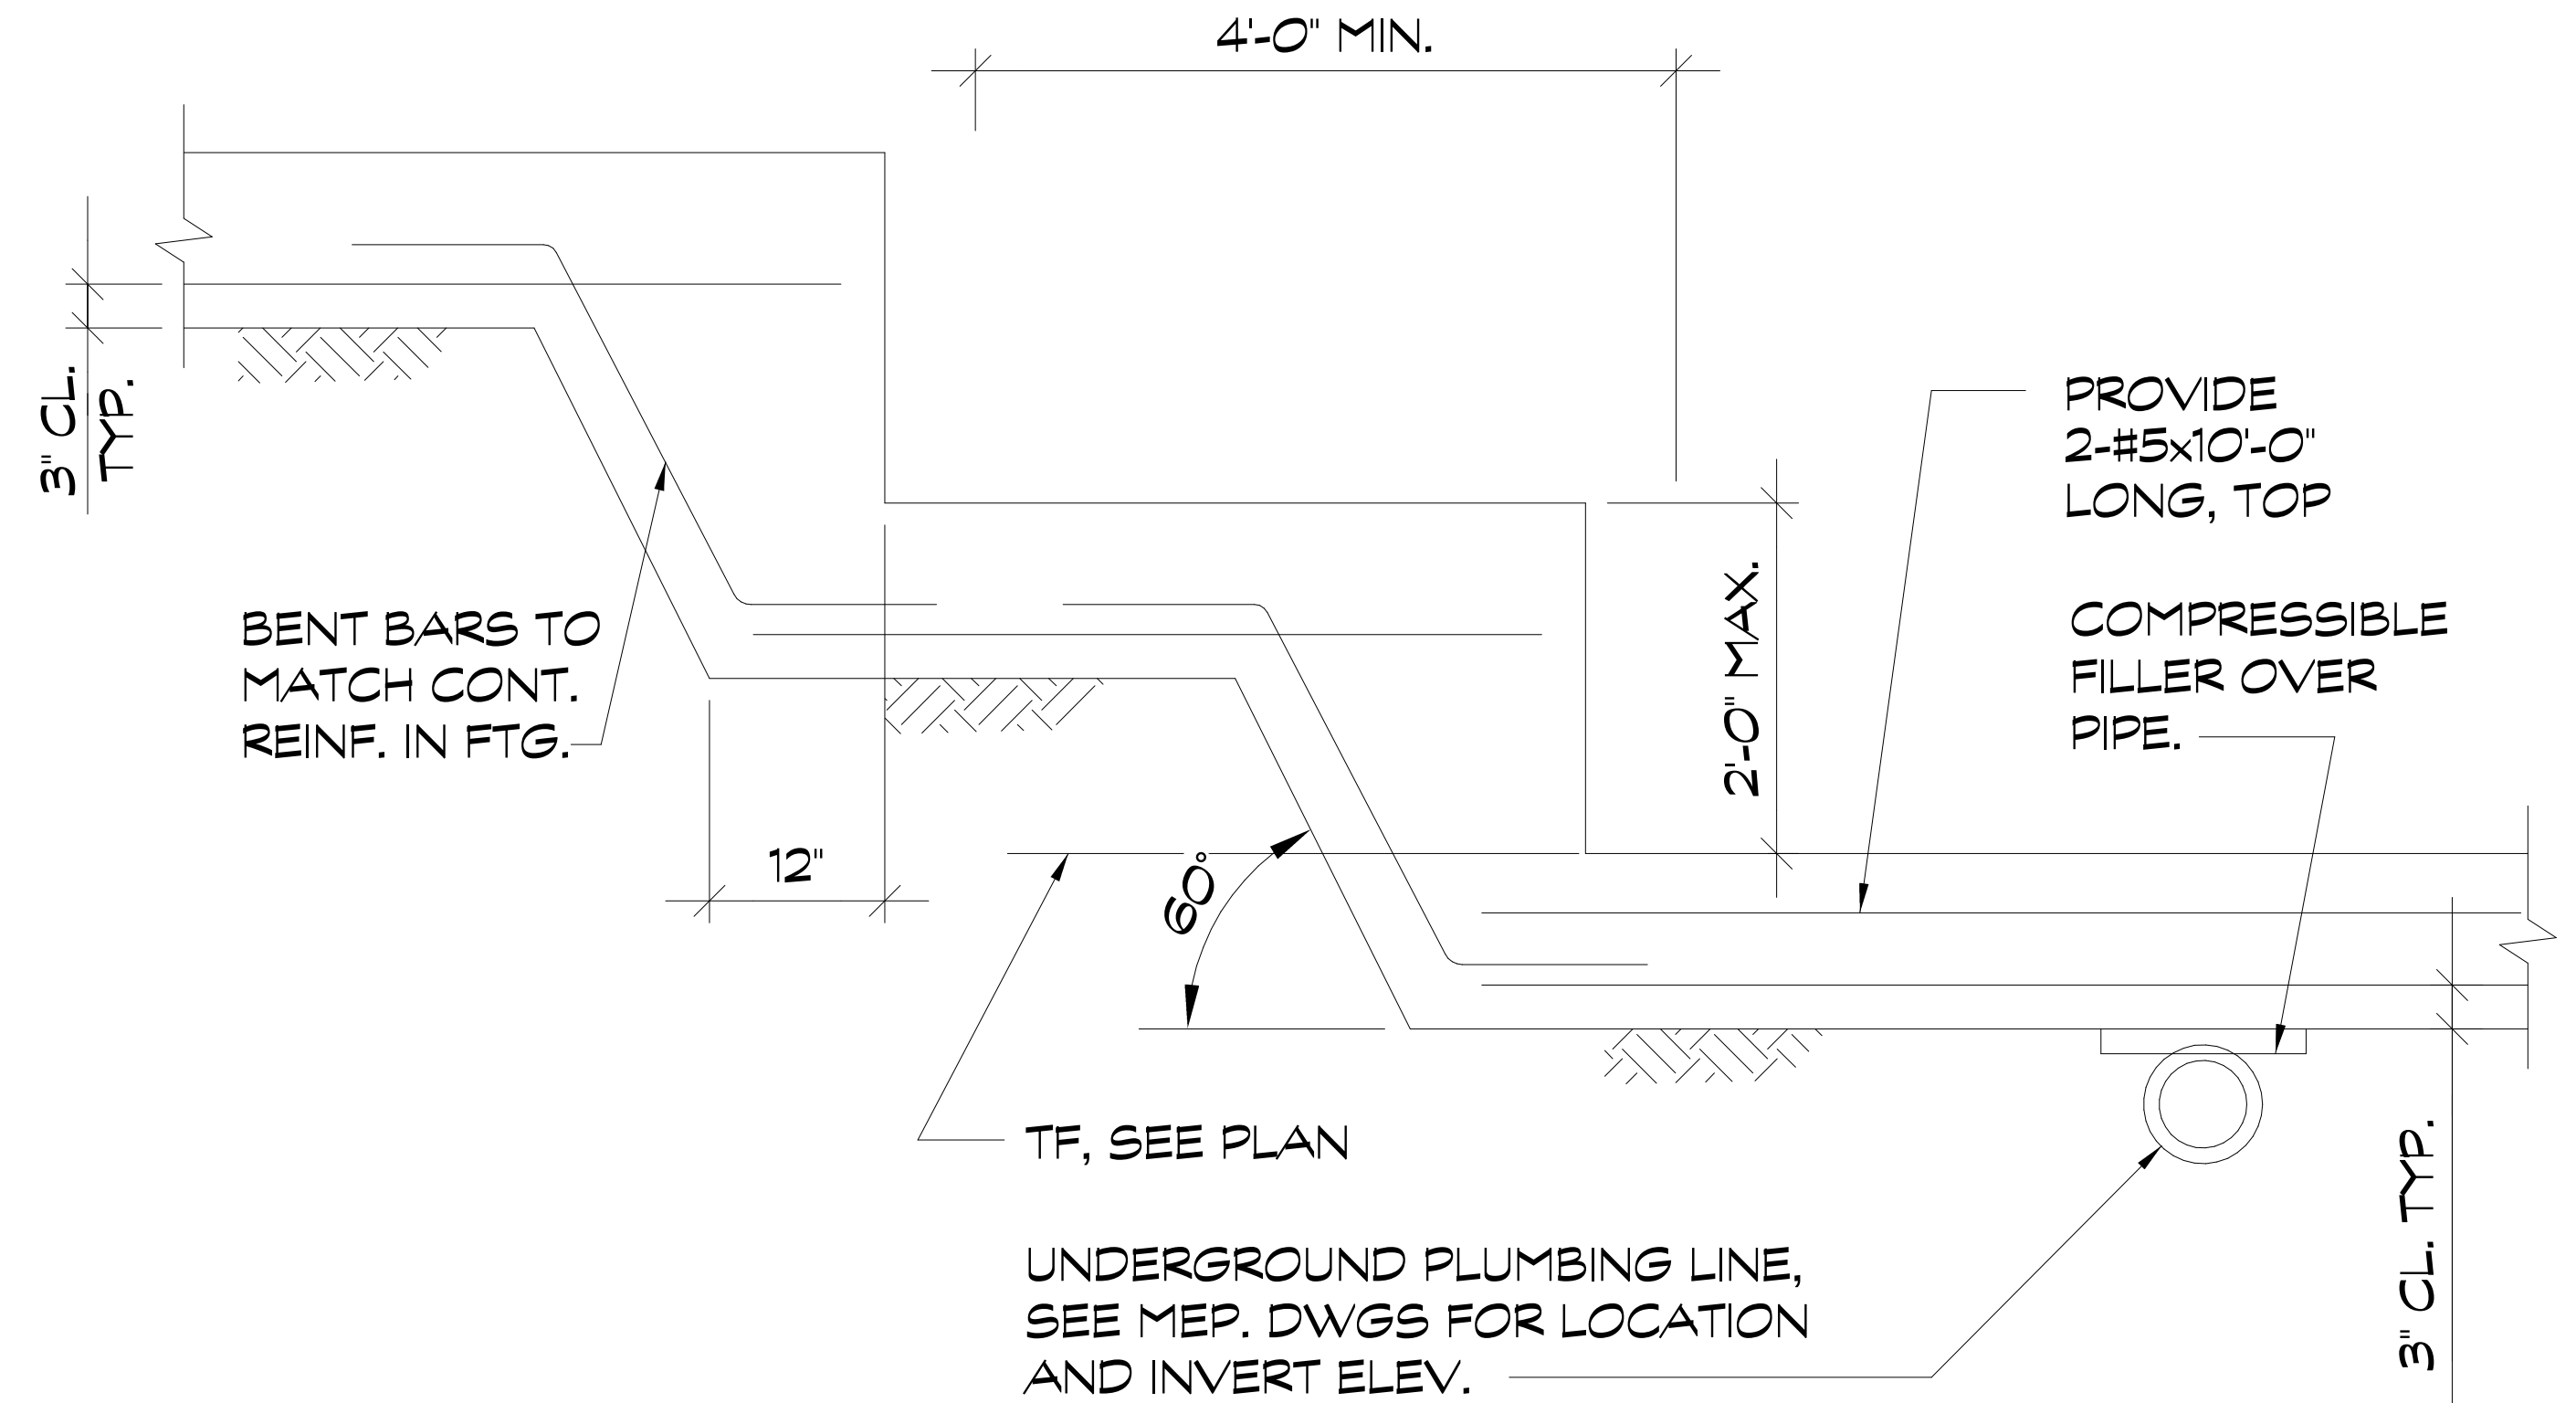 4'-0" MIN.
3" CL.
TYP.
PROVIDE
2-#5x10'-0"
LONG, TOP
BENT BARS TO
MATCH CONT.
REINF. IN FTG.
2'-0" MAX.
COMPRESSIBLE
FILLER OVER
PIPE.
12"
60°
TF, SEE PLAN
UNDERGROUND PLUMBING LINE,
SEE MEP. DWGS FOR LOCATION
AND INVERT ELEV.
3" CL. TYP.